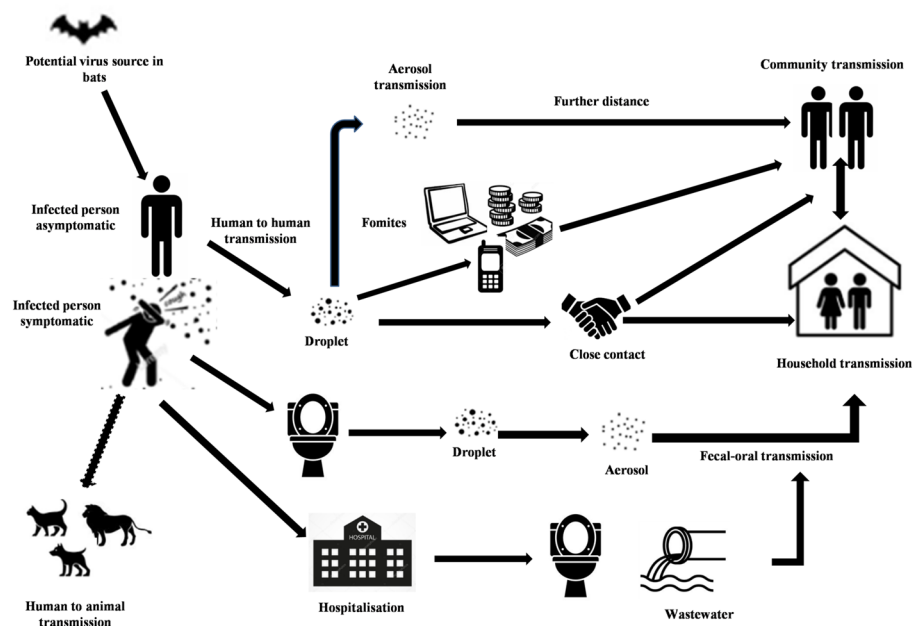 Potential virus source in
bats
Aerosol
transmission
Further distance
Community transmission
Infected person
asymptomatic
Human to human
transmission
Fomites
Infected person
symptomatic
cough
Droplet
Close contact
Household transmission
Droplet
Aerosol
Fecal-oral transmission
HOSPITAL
Human to animal
transmission
Hospitalisation
Wastewater